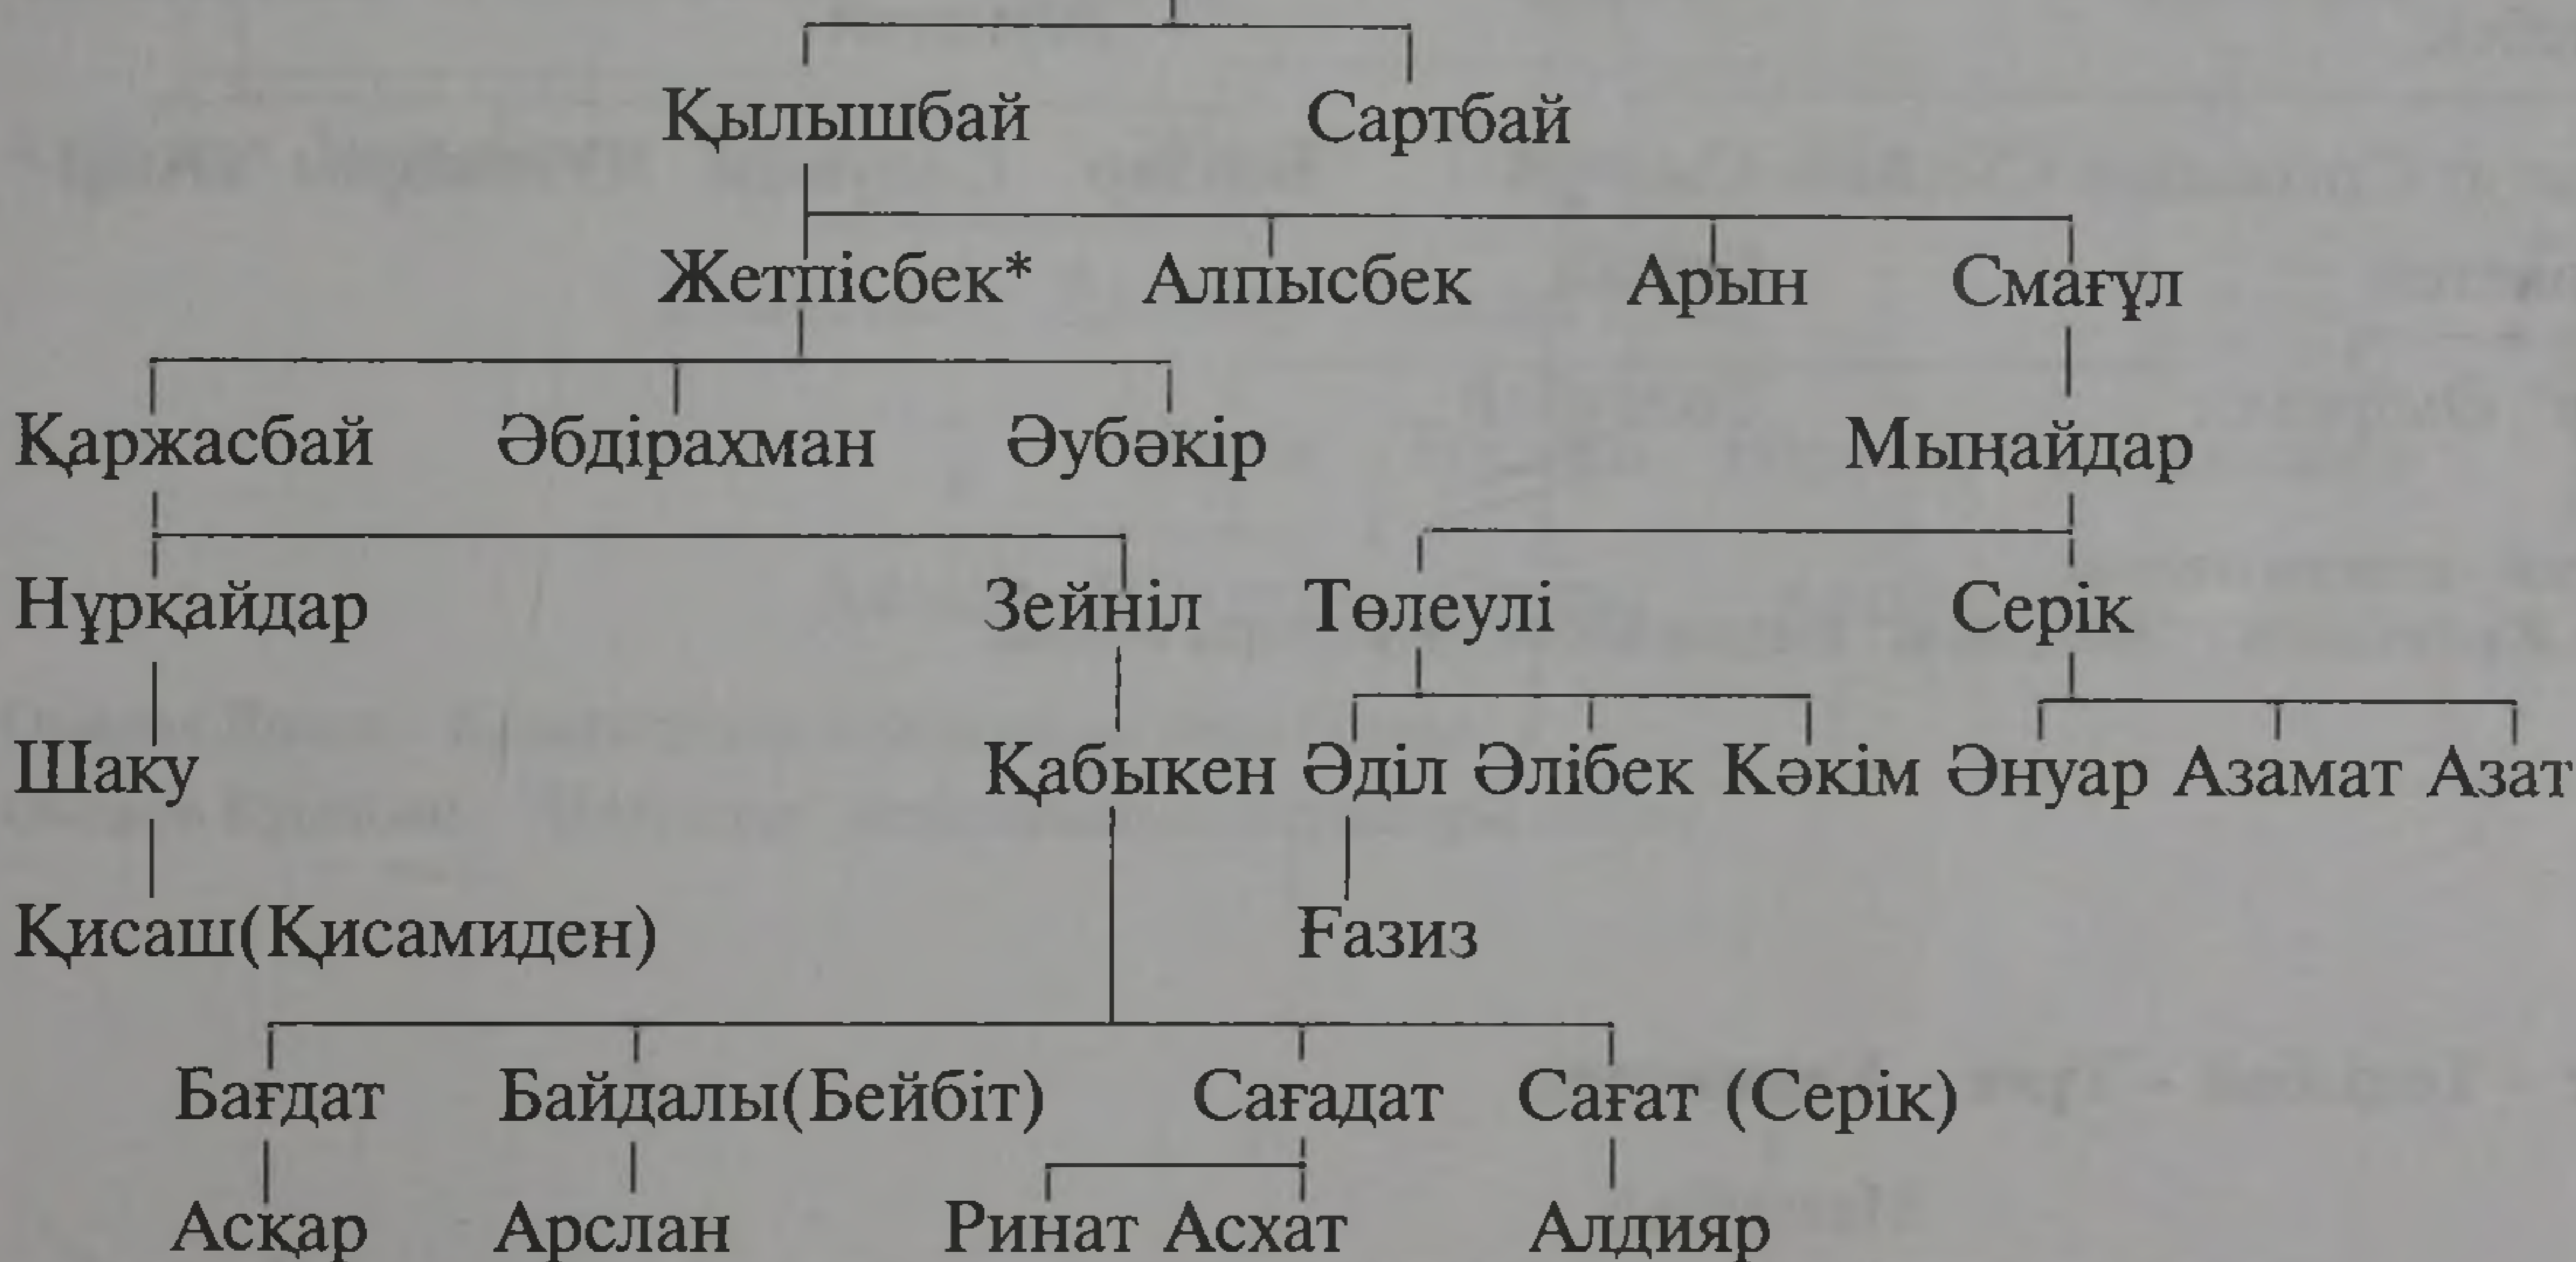 Қылышбай Сартбай
Жетпісбек* Алпысбек Арын Смағұл
Қаржасбай Әбдірахман Әубәкір Мыңайдар
Нұрқайдар Зейніл Төлеулі Серік
Шаку Қабыкен Әділ Әлібек Кәкім Әнуар Азамат Азат
Қисаш(Қисамиден) Ғазиз
Бағдат Байдалы(Бейбіт) Сағадат Сағат (Серік)
Асқар Арслан Ринат Асхат Алдияр